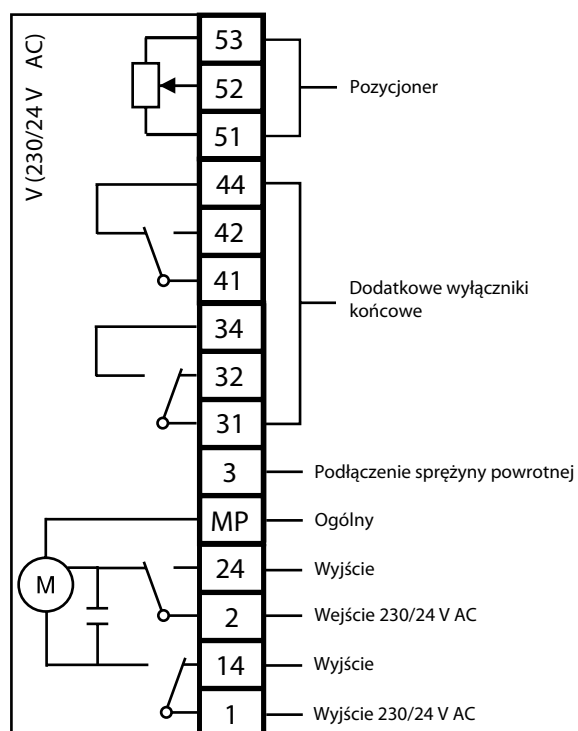 V (230/24 V AC)
53
52
51
44
42
41
34
32
31
3
MP
24
2
14
1
Pozycjoner
Dodatkowe wyłączniki
końcowe
Podłączenie sprężyny powrotnej
Ogólny
Wyjście
Wejście 230/24 V AC
Wyjście
Wyjście 230/24 V AC
M